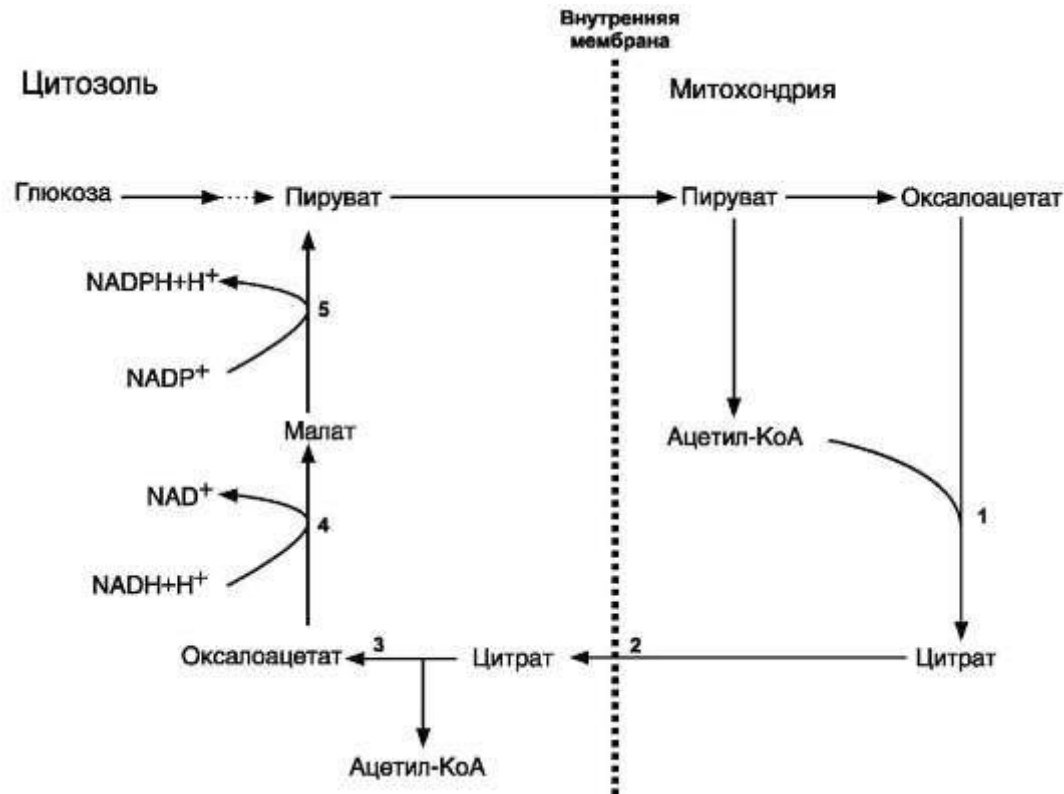 Внутренняя
мембрана
Цитозоль
Митохондрия
Глюкоза
Пируват
Пируват
Оксалоацетат
NADPH+H⁺
5
NADP⁺
Малат
Ацетил-КоА
NAD⁺
4
1
NADH+H⁺
Оксалоацетат
3
Цитрат
2
Цитрат
Ацетил-КоА